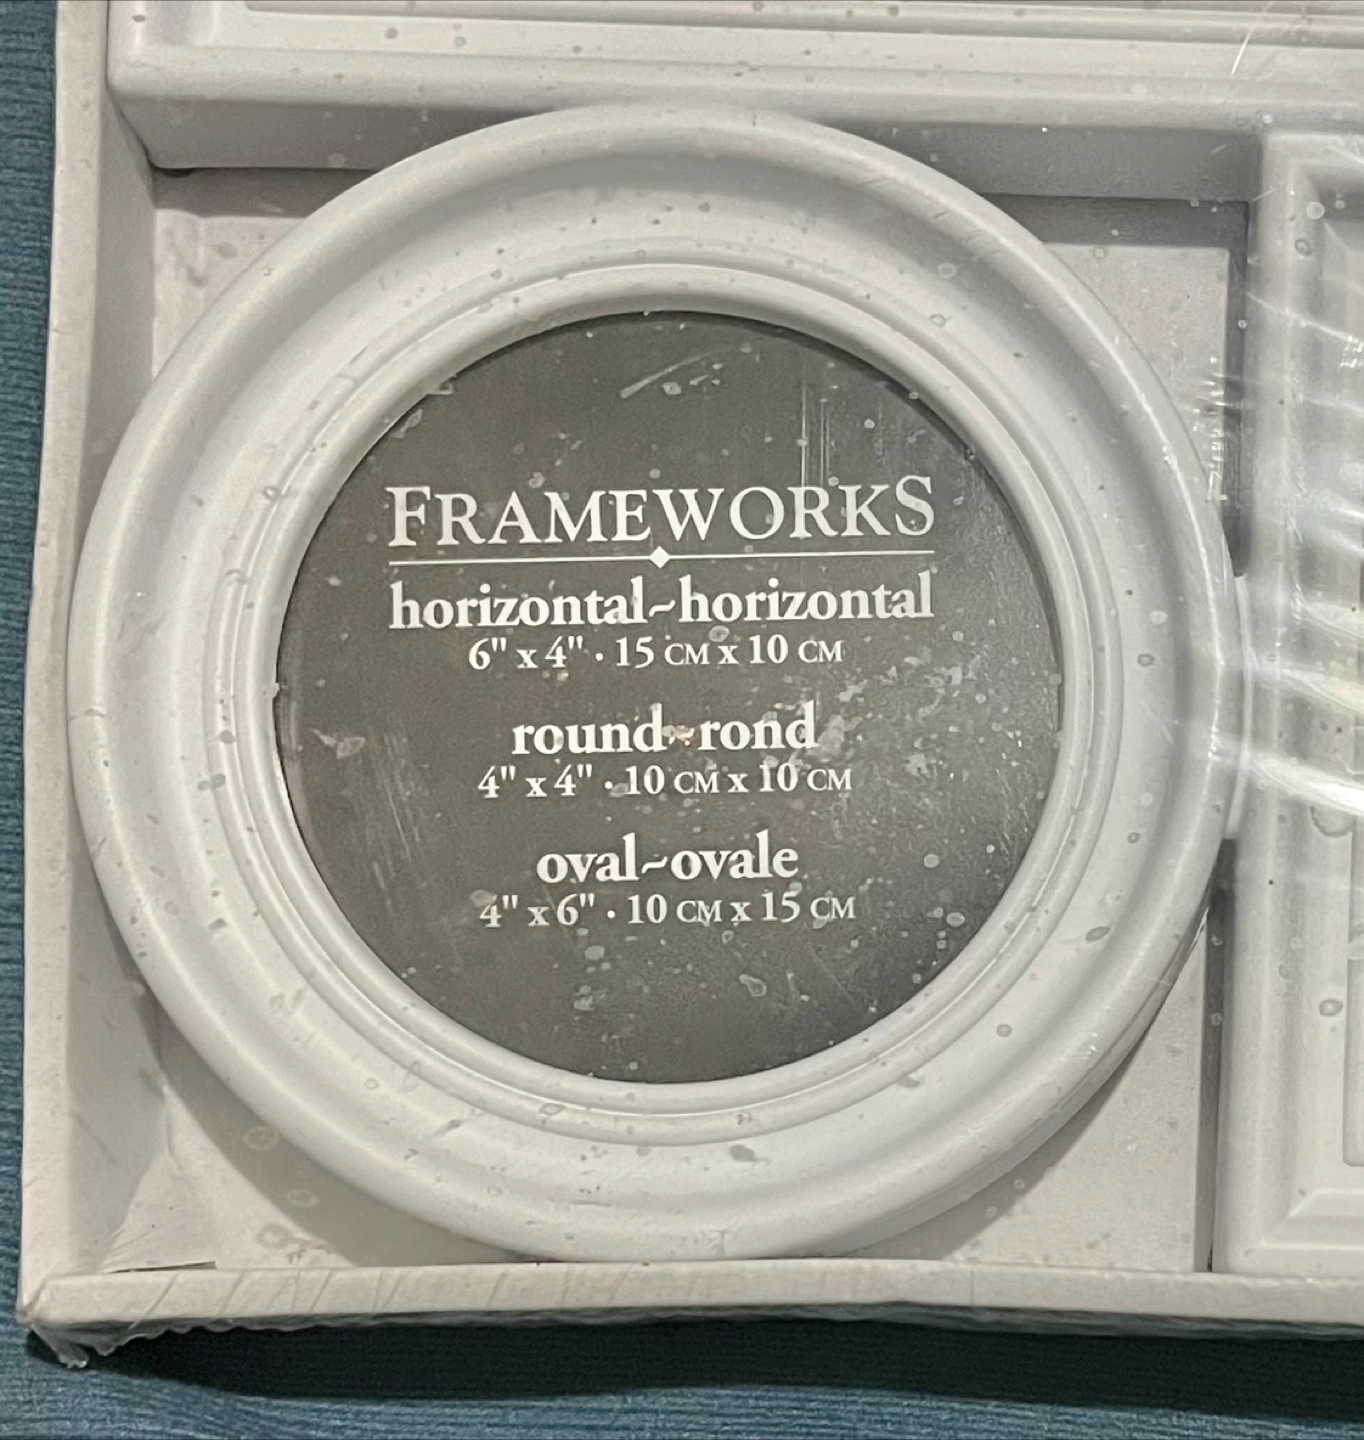 FRAMEWORKS
horizontal~horizontal
6" x 4" · 15 CM x 10 CM
round~rond
4" x 4" · 10 CM x 10 CM
oval~ovale
4" x 6" · 10 CM x 15 CM